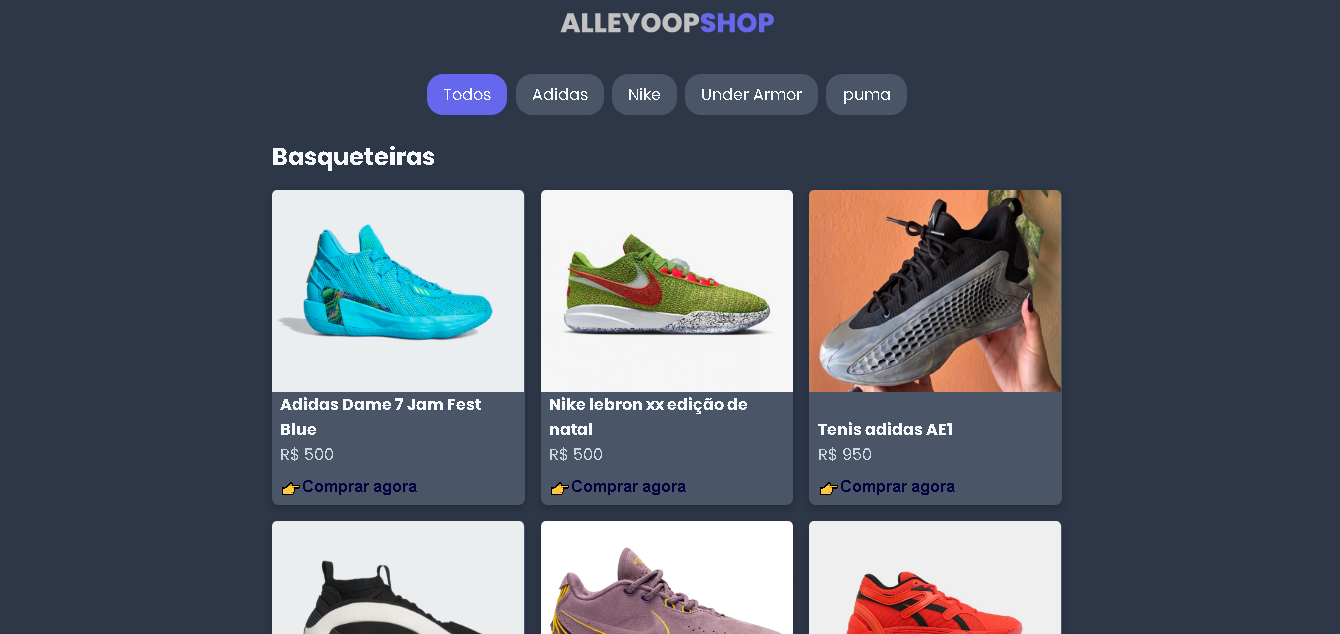 ALLEYOOPSHOP
Todos
Adidas
Nike
Under Armor
puma
Basqueteiras
Adidas Dame 7 Jam Fest
Blue
R$ 500
👉Comprar agora
Nike lebron xx edição de
natal
R$ 500
👉Comprar agora
Tenis adidas AE1
R$ 950
👉Comprar agora